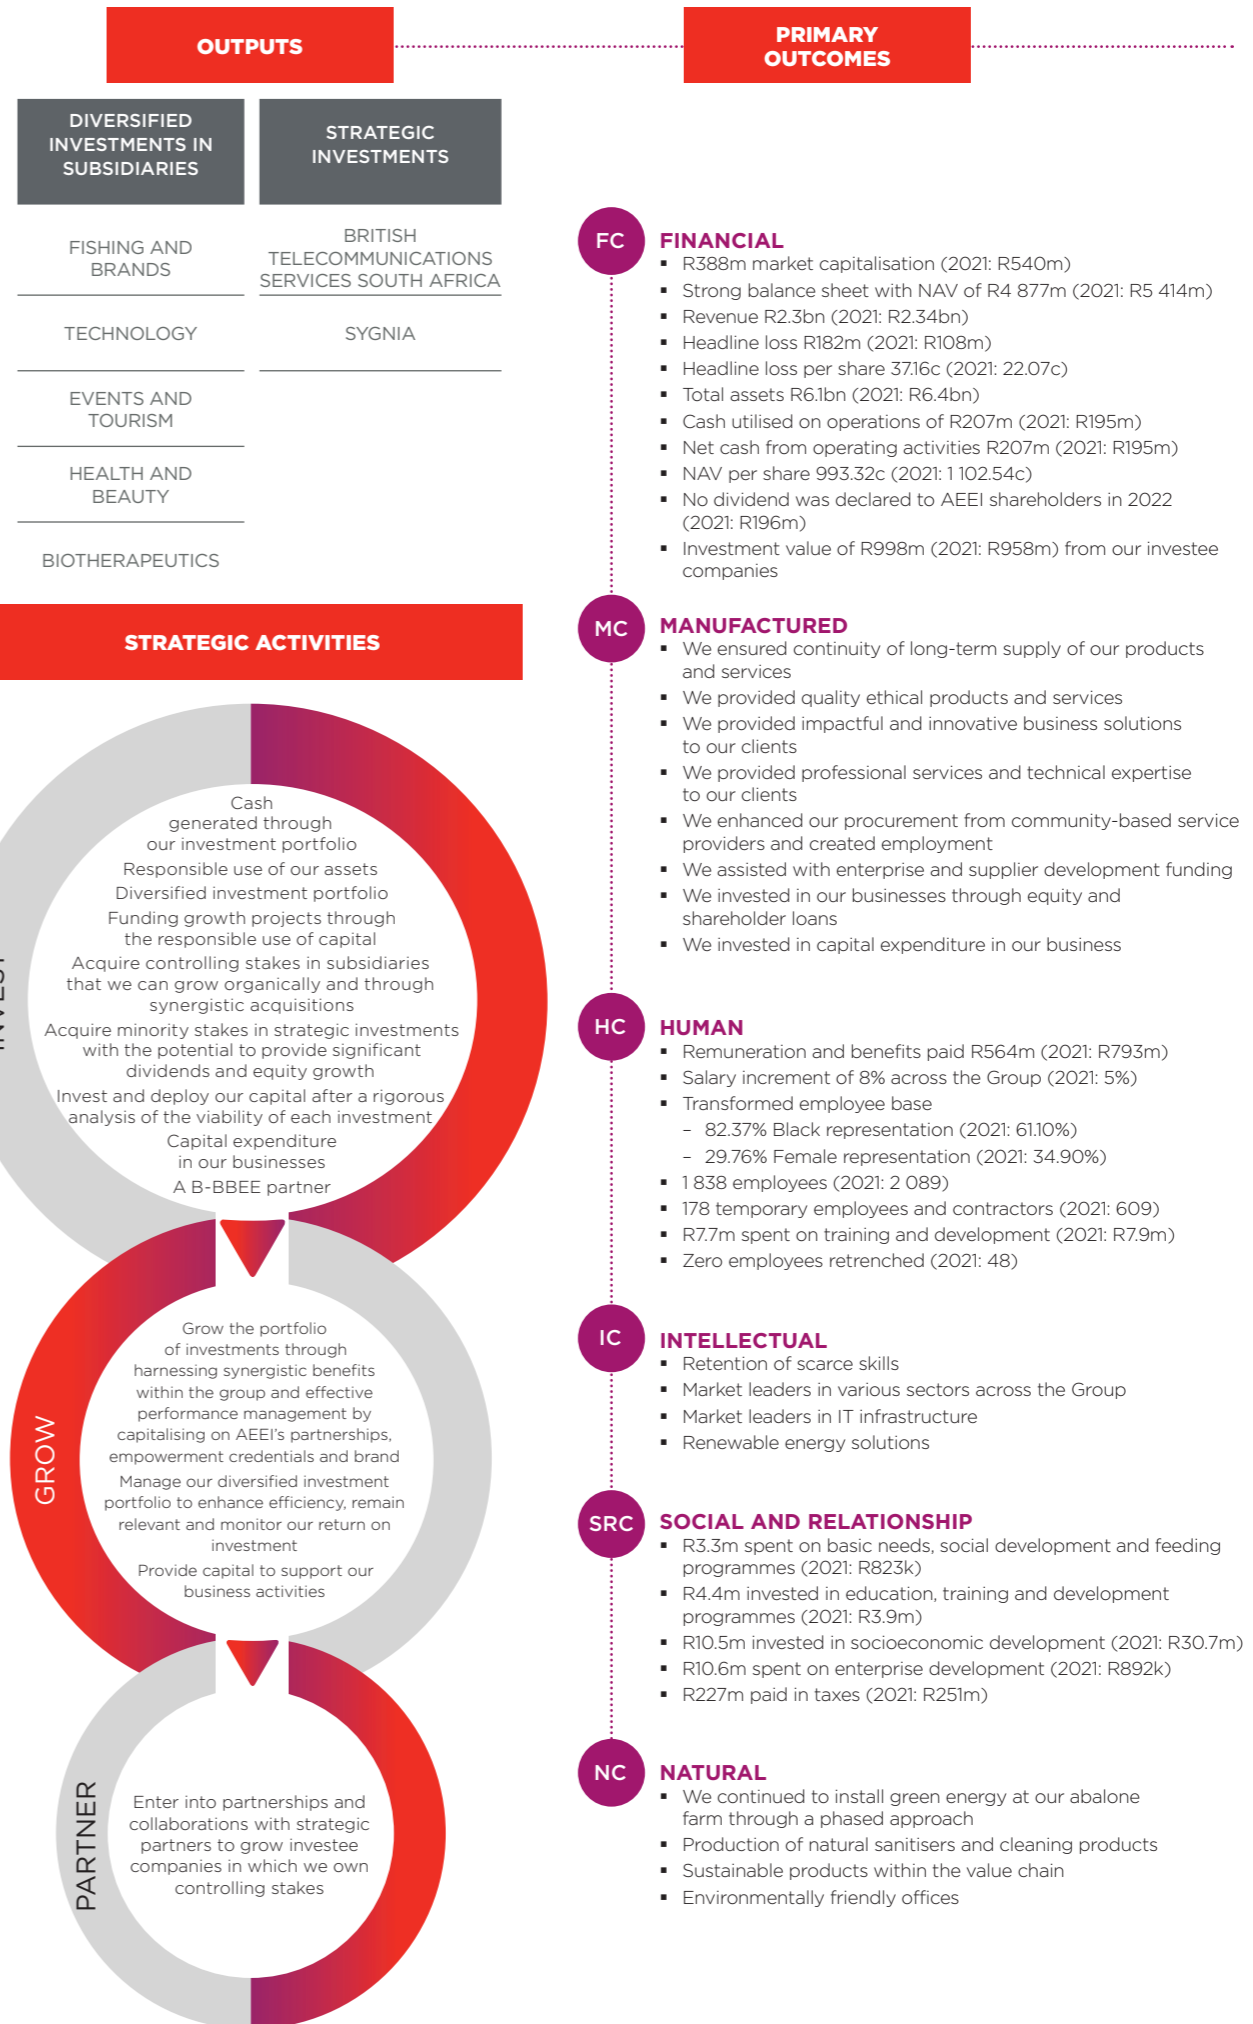 OUTPUTS
PRIMARY
OUTCOMES
DIVERSIFIED
INVESTMENTS IN
SUBSIDIARIES
STRATEGIC
INVESTMENTS
FISHING AND
BRANDS
TECHNOLOGY
EVENTS AND
TOURISM
HEALTH AND
BEAUTY
BIOTHERAPEUTICS
BRITISH
TELECOMMUNICATIONS
SERVICES SOUTH AFRICA
SYGNIA
STRATEGIC ACTIVITIES
INVEST
Cash
generated through
our investment portfolio
Responsible use of our assets
Diversified investment portfolio
Funding growth projects through
the responsible use of capital
Acquire controlling stakes in subsidiaries
that we can grow organically and through
synergistic acquisitions
Acquire minority stakes in strategic investments
with the potential to provide significant
dividends and equity growth
Invest and deploy our capital after a rigorous
analysis of the viability of each investment
Capital expenditure
in our businesses
A B-BBEE partner
GROW
Grow the portfolio
of investments through
harnessing synergistic benefits
within the group and effective
performance management by
capitalising on AEEI's partnerships,
empowerment credentials and brand
Manage our diversified investment
portfolio to enhance efficiency, remain
relevant and monitor our return on
investment
Provide capital to support our
business activities
PARTNER
Enter into partnerships and
collaborations with strategic
partners to grow investee
companies in which we own
controlling stakes
FC
FINANCIAL
▪ R388m market capitalisation (2021: R540m)
▪ Strong balance sheet with NAV of R4 877m (2021: R5 414m)
▪ Revenue R2.3bn (2021: R2.34bn)
▪ Headline loss R182m (2021: R108m)
▪ Headline loss per share 37.16c (2021: 22.07c)
▪ Total assets R6.1bn (2021: R6.4bn)
▪ Cash utilised on operations of R207m (2021: R195m)
▪ Net cash from operating activities R207m (2021: R195m)
▪ NAV per share 993.32c (2021: 1 102.54c)
▪ No dividend was declared to AEEI shareholders in 2022
(2021: R196m)
▪ Investment value of R998m (2021: R958m) from our investee
companies
MC
MANUFACTURED
▪ We ensured continuity of long-term supply of our products
and services
▪ We provided quality ethical products and services
▪ We provided impactful and innovative business solutions
to our clients
▪ We provided professional services and technical expertise
to our clients
▪ We enhanced our procurement from community-based service
providers and created employment
▪ We assisted with enterprise and supplier development funding
▪ We invested in our businesses through equity and
shareholder loans
▪ We invested in capital expenditure in our business
HC
HUMAN
▪ Remuneration and benefits paid R564m (2021: R793m)
▪ Salary increment of 8% across the Group (2021: 5%)
▪ Transformed employee base
– 82.37% Black representation (2021: 61.10%)
– 29.76% Female representation (2021: 34.90%)
▪ 1 838 employees (2021: 2 089)
▪ 178 temporary employees and contractors (2021: 609)
▪ R7.7m spent on training and development (2021: R7.9m)
▪ Zero employees retrenched (2021: 48)
IC
INTELLECTUAL
▪ Retention of scarce skills
▪ Market leaders in various sectors across the Group
▪ Market leaders in IT infrastructure
▪ Renewable energy solutions
SRC
SOCIAL AND RELATIONSHIP
▪ R3.3m spent on basic needs, social development and feeding
programmes (2021: R823k)
▪ R4.4m invested in education, training and development
programmes (2021: R3.9m)
▪ R10.5m invested in socioeconomic development (2021: R30.7m)
▪ R10.6m spent on enterprise development (2021: R892k)
▪ R227m paid in taxes (2021: R251m)
NC
NATURAL
▪ We continued to install green energy at our abalone
farm through a phased approach
▪ Production of natural sanitisers and cleaning products
▪ Sustainable products within the value chain
▪ Environmentally friendly offices